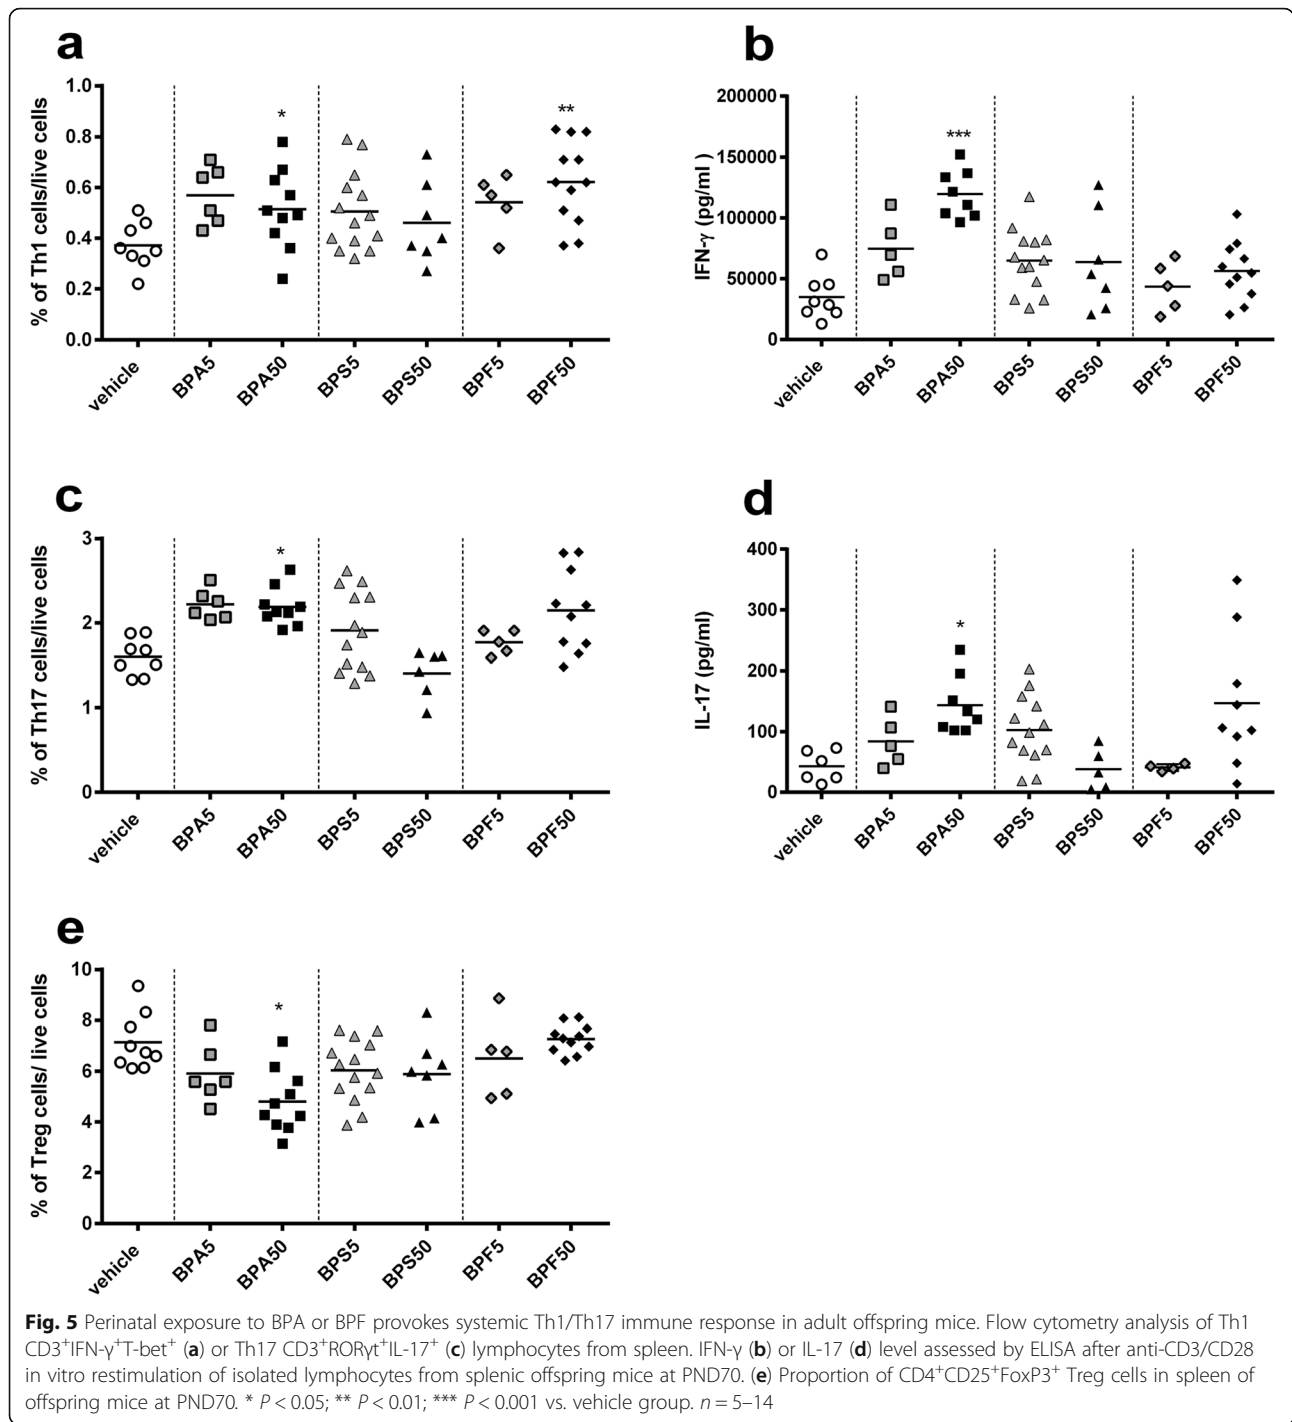 a
% of Th1 cells/live cells
1.0
0.8
0.6
0.4
0.2
0.0
*
**
vehicle
BPA5
BPA50
BPS5
BPS50
BPF5
BPF50
b
IFN-γ (pg/ml )
200000
150000
100000
50000
0
***
vehicle
BPA5
BPA50
BPS5
BPS50
BPF5
BPF50
c
% of Th17 cells/live cells
3
2
1
0
*
vehicle
BPA5
BPA50
BPS5
BPS50
BPF5
BPF50
d
IL-17 (pg/ml)
400
300
200
100
0
*
vehicle
BPA5
BPA50
BPS5
BPS50
BPF5
BPF50
e
% of Treg cells/ live cells
10
8
6
4
2
0
*
vehicle
BPA5
BPA50
BPS5
BPS50
BPF5
BPF50
Fig. 5 Perinatal exposure to BPA or BPF provokes systemic Th1/Th17 immune response in adult offspring mice. Flow cytometry analysis of Th1
CD3⁺IFN-γ⁺T-bet⁺ (a) or Th17 CD3⁺RORγt⁺IL-17⁺ (c) lymphocytes from spleen. IFN-γ (b) or IL-17 (d) level assessed by ELISA after anti-CD3/CD28
in vitro restimulation of isolated lymphocytes from splenic offspring mice at PND70. (e) Proportion of CD4⁺CD25⁺FoxP3⁺ Treg cells in spleen of
offspring mice at PND70. * P < 0.05; ** P < 0.01; *** P < 0.001 vs. vehicle group. n = 5–14